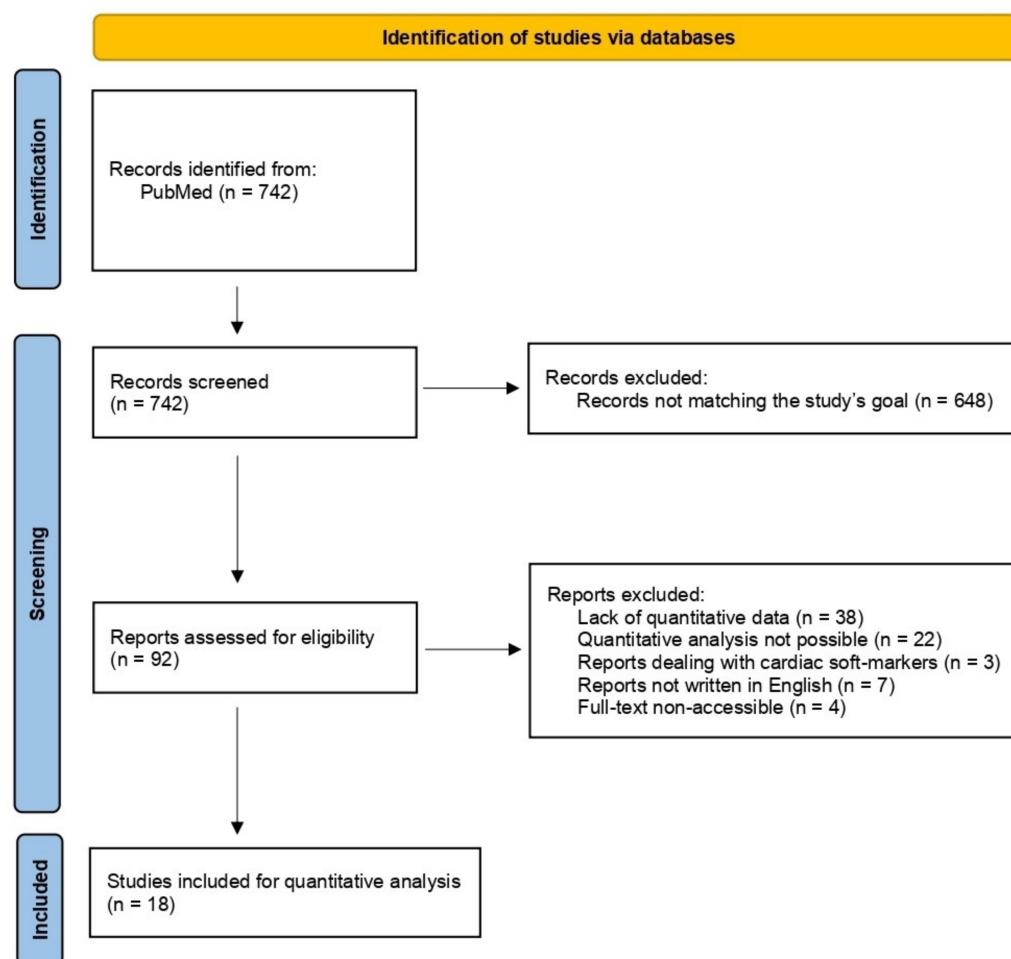 Identification of studies via databases
Identification
Records identified from:
PubMed (n = 742)
Screening
Records screened
(n = 742)
Records excluded:
Records not matching the study’s goal (n = 648)
Reports assessed for eligibility
(n = 92)
Reports excluded:
Lack of quantitative data (n = 38)
Quantitative analysis not possible (n = 22)
Reports dealing with cardiac soft-markers (n = 3)
Reports not written in English (n = 7)
Full-text non-accessible (n = 4)
Included
Studies included for quantitative analysis
(n = 18)